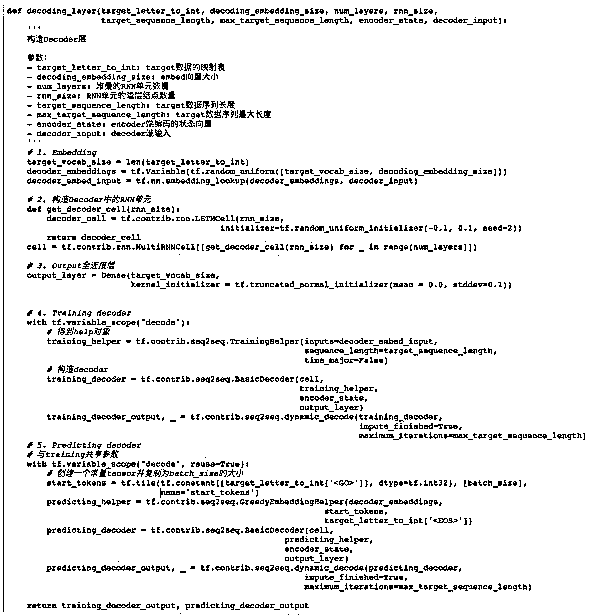 def decoding_layer(target_letter_to_int, decoding_embedding_size, num_layers, rnn_size,
target_sequence_length, max_target_sequence_length, encoder_state, decoder_input):
'''
构造Decoder层
参数:
- target_letter_to_int: target数据的映射表
- decoding_embedding_size: embed向量大小
- num_layers: 堆叠的RNN单元数量
- rnn_size: RNN单元的隐层结点数量
- target_sequence_length: target数据序列长度
- max_target_sequence_length: target数据序列最大长度
- encoder_state: encoder端编码的状态向量
- decoder_input: decoder端输入
'''
# 1. Embedding
target_vocab_size = len(target_letter_to_int)
decoder_embeddings = tf.Variable(tf.random_uniform([target_vocab_size, decoding_embedding_size]))
decoder_embed_input = tf.nn.embedding_lookup(decoder_embeddings, decoder_input)
# 2. 构造Decoder中的RNN单元
def get_decoder_cell(rnn_size):
decoder_cell = tf.contrib.rnn.LSTMCell(rnn_size,
initializer=tf.random_uniform_initializer(-0.1, 0.1, seed=2))
return decoder_cell
cell = tf.contrib.rnn.MultiRNNCell([get_decoder_cell(rnn_size) for _ in range(num_layers)])
# 3. Output全连接层
output_layer = Dense(target_vocab_size,
kernel_initializer = tf.truncated_normal_initializer(mean = 0.0, stddev=0.1))
# 4. Training decoder
with tf.variable_scope("decode"):
# 得到help对象
training_helper = tf.contrib.seq2seq.TrainingHelper(inputs=decoder_embed_input,
sequence_length=target_sequence_length,
time_major=False)
# 构造decoder
training_decoder = tf.contrib.seq2seq.BasicDecoder(cell,
training_helper,
encoder_state,
output_layer)
training_decoder_output, _ = tf.contrib.seq2seq.dynamic_decode(training_decoder,
impute_finished=True,
maximum_iterations=max_target_sequence_length)
# 5. Predicting decoder
# 与training共享参数
with tf.variable_scope("decode", reuse=True):
# 创建一个常量tensor并复制为batch_size的大小
start_tokens = tf.tile(tf.constant([target_letter_to_int['<GO>']], dtype=tf.int32), [batch_size],
name='start_tokens')
predicting_helper = tf.contrib.seq2seq.GreedyEmbeddingHelper(decoder_embeddings,
start_tokens,
target_letter_to_int['<EOS>'])
predicting_decoder = tf.contrib.seq2seq.BasicDecoder(cell,
predicting_helper,
encoder_state,
output_layer)
predicting_decoder_output, _ = tf.contrib.seq2seq.dynamic_decode(predicting_decoder,
impute_finished=True,
maximum_iterations=max_target_sequence_length)
return training_decoder_output, predicting_decoder_output